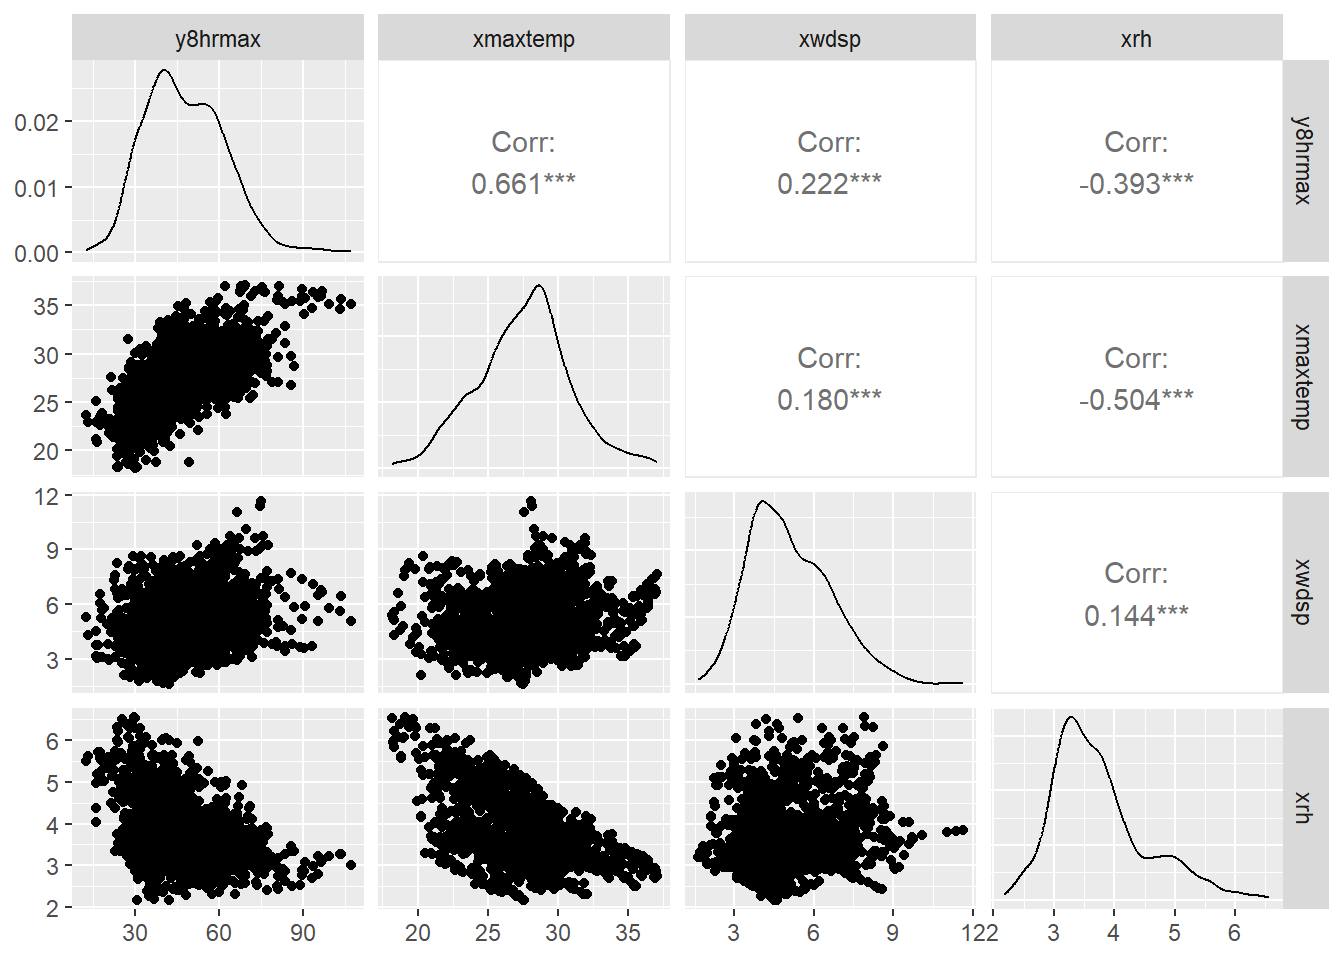 y8hrmax xmaxtemp xwdsp xrh
0.02
0.01
0.00
Corr:
0.661***
Corr:
0.222***
Corr:
-0.393***
y8hrmax
35
30
25
20
Corr:
0.180***
Corr:
-0.504***
xmaxtemp
12
9
6
3
Corr:
0.144***
xwdsp
6
5
4
3
2
xrh
30 60 90 20 25 30 35 3 6 9 12 2 3 4 5 6